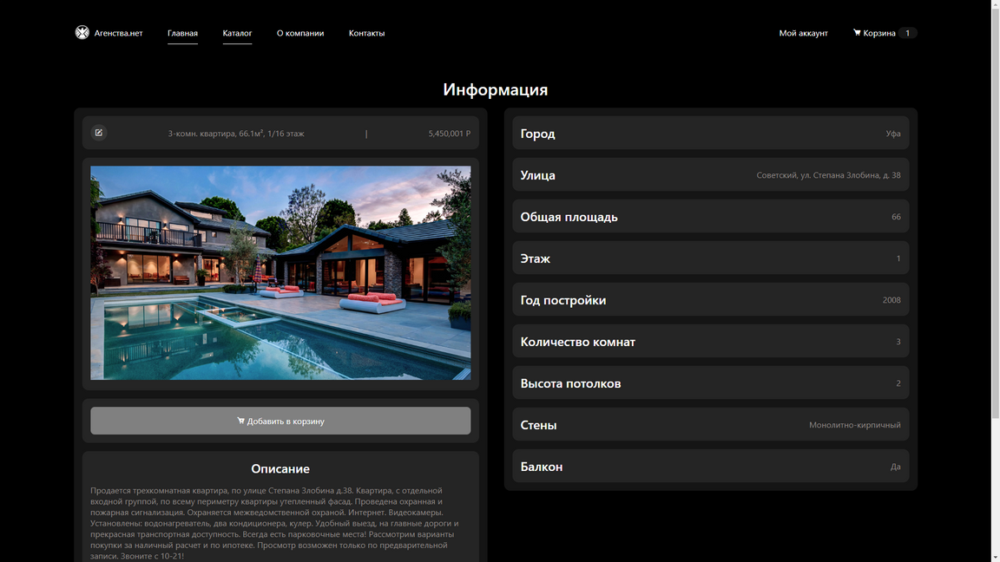 Агенства.нет
Главная
Каталог
О компании
Контакты
Мой аккаунт
Корзина
1
Информация
3-комн. квартира, 66.1м², 1/16 этаж
|
5,450,001 Р
Добавить в корзину
Описание
Продается трехкомнатная квартира, по улице Степана Злобина д.38. Квартира, с отдельной
входной группой, по всему периметру квартиры утепленный фасад. Проведена охранная и
пожарная сигнализация. Охраняется межведомственной охраной. Интернет. Видеокамеры.
Установлены: водонагреватель, два кондиционера, кулер. Удобный выезд, на главные дороги и
прекрасная транспортная доступность. Всегда есть парковочные места! Рассмотрим варианты
покупки за наличный расчет и по ипотеке. Просмотр возможен только по предварительной
записи. Звоните с 10-21!
Город
Уфа
Улица
Советский, ул. Степана Злобина, д. 38
Общая площадь
66
Этаж
1
Год постройки
2008
Количество комнат
3
Высота потолков
2
Стены
Монолитно-кирпичный
Балкон
Да